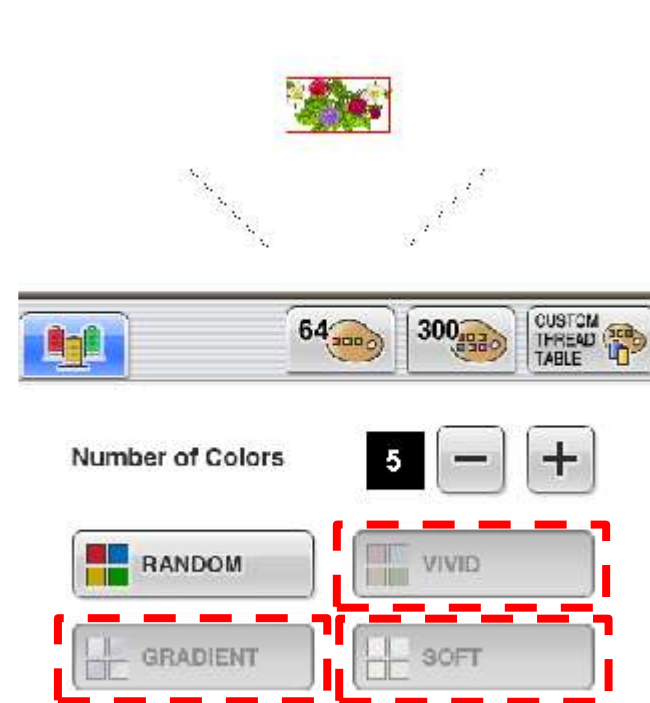 64
300
CUSTOM
THREAD
TABLE
Number of Colors
5
RANDOM
VIVID
GRADIENT
SOFT